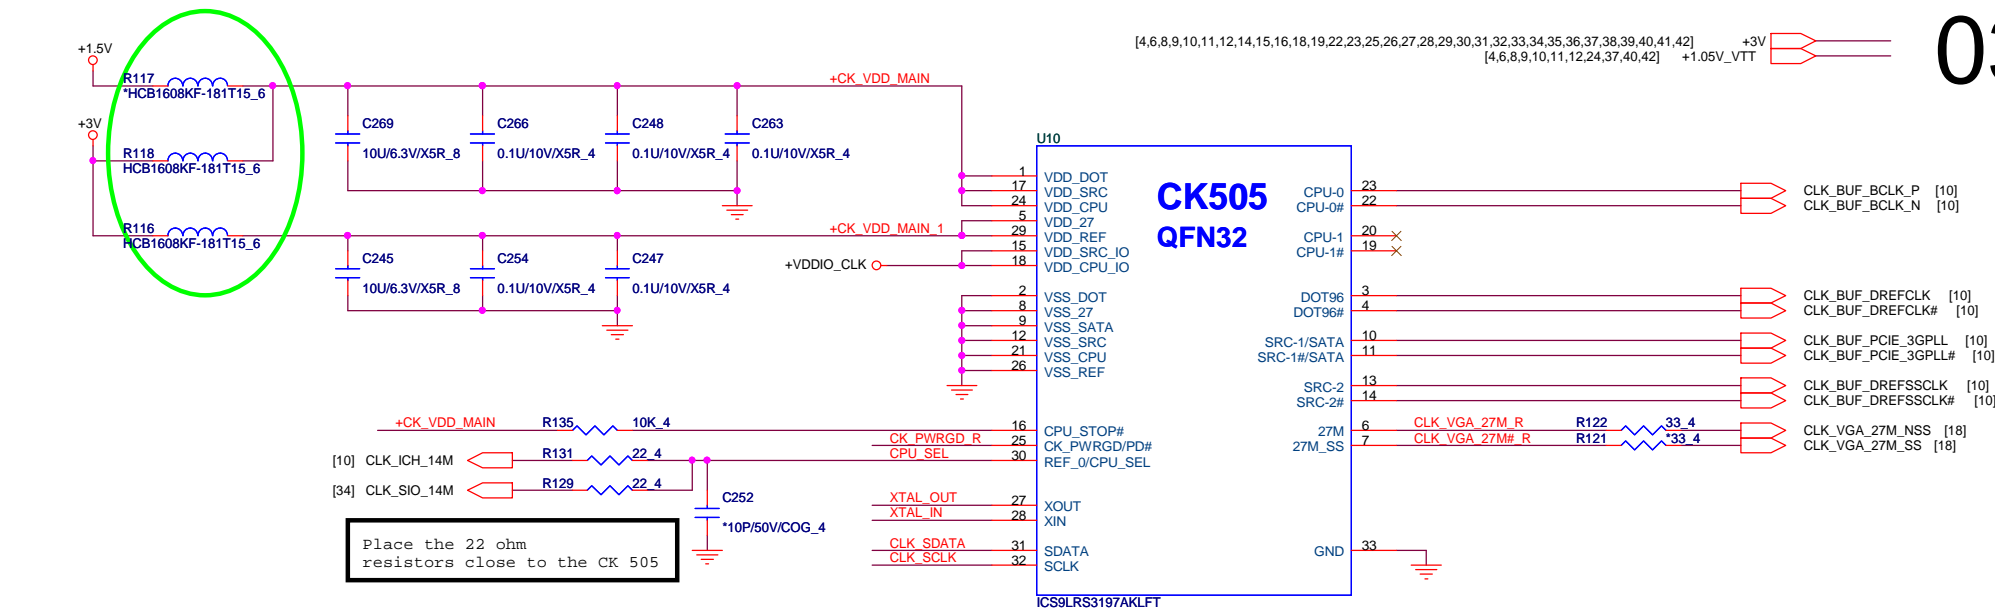 [4,6,8,9,10,11,12,14,15,16,18,19,22,23,25,26,27,28,29,30,31,32,33,34,35,36,37,38,39,40,41,42] +3V
[4,6,8,9,10,11,12,24,37,40,42] +1.05V_VTT
03
+1.5V
R117
*HCB1608KF-181T15_6
+CK_VDD_MAIN
+3V
R118
HCB1608KF-181T15_6
C269
10U/6.3V/X5R_8
C266
0.1U/10V/X5R_4
C248
0.1U/10V/X5R_4
C263
0.1U/10V/X5R_4
R116
HCB1608KF-181T15_6
+CK_VDD_MAIN_1
C245
10U/6.3V/X5R_8
C254
0.1U/10V/X5R_4
C247
0.1U/10V/X5R_4
+VDDIO_CLK
U10
CK505
QFN32
1 VDD_DOT
17 VDD_SRC
24 VDD_CPU
5 VDD_27
29 VDD_REF
15 VDD_SRC_IO
18 VDD_CPU_IO
2 VSS_DOT
8 VSS_27
9 VSS_SATA
12 VSS_SRC
21 VSS_CPU
26 VSS_REF
+CK_VDD_MAIN R135 10K_4 16 CPU_STOP#
CK_PWRGD_R 25 CK_PWRGD/PD#
[10] CLK_ICH_14M R131 22_4 CPU_SEL 30 REF_0/CPU_SEL
[34] CLK_SIO_14M R129 22_4
C252
*10P/50V/COG_4
XTAL_OUT 27 XOUT
XTAL_IN 28 XIN
CLK_SDATA 31 SDATA
CLK_SCLK 32 SCLK
Place the 22 ohm
resistors close to the CK 505
CPU-0 23 CLK_BUF_BCLK_P [10]
CPU-0# 22 CLK_BUF_BCLK_N [10]
CPU-1 20
CPU-1# 19
DOT96 3 CLK_BUF_DREFCLK [10]
DOT96# 4 CLK_BUF_DREFCLK# [10]
SRC-1/SATA 10 CLK_BUF_PCIE_3GPLL [10]
SRC-1#/SATA 11 CLK_BUF_PCIE_3GPLL# [10]
SRC-2 13 CLK_BUF_DREFSSCLK [10]
SRC-2# 14 CLK_BUF_DREFSSCLK# [10]
27M 6 CLK_VGA_27M_R R122 33_4 CLK_VGA_27M_NSS [18]
27M_SS 7 CLK_VGA_27M#_R R121 *33_4 CLK_VGA_27M_SS [18]
GND 33
ICS9LRS3197AKLFT